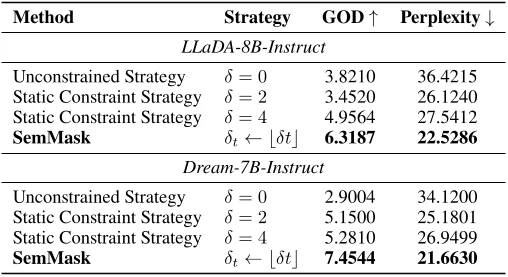 Method Strategy GOD ↑ Perplexity ↓
LLaDA-8B-Instruct
Unconstrained Strategy δ = 0 3.8210 36.4215
Static Constraint Strategy δ = 2 3.4520 26.1240
Static Constraint Strategy δ = 4 4.9564 27.5412
SemMask δt ← ⌊δt⌋ 6.3187 22.5286
Dream-7B-Instruct
Unconstrained Strategy δ = 0 2.9004 34.1200
Static Constraint Strategy δ = 2 5.1500 25.1801
Static Constraint Strategy δ = 4 5.2810 26.9499
SemMask δt ← ⌊δt⌋ 7.4544 21.6630